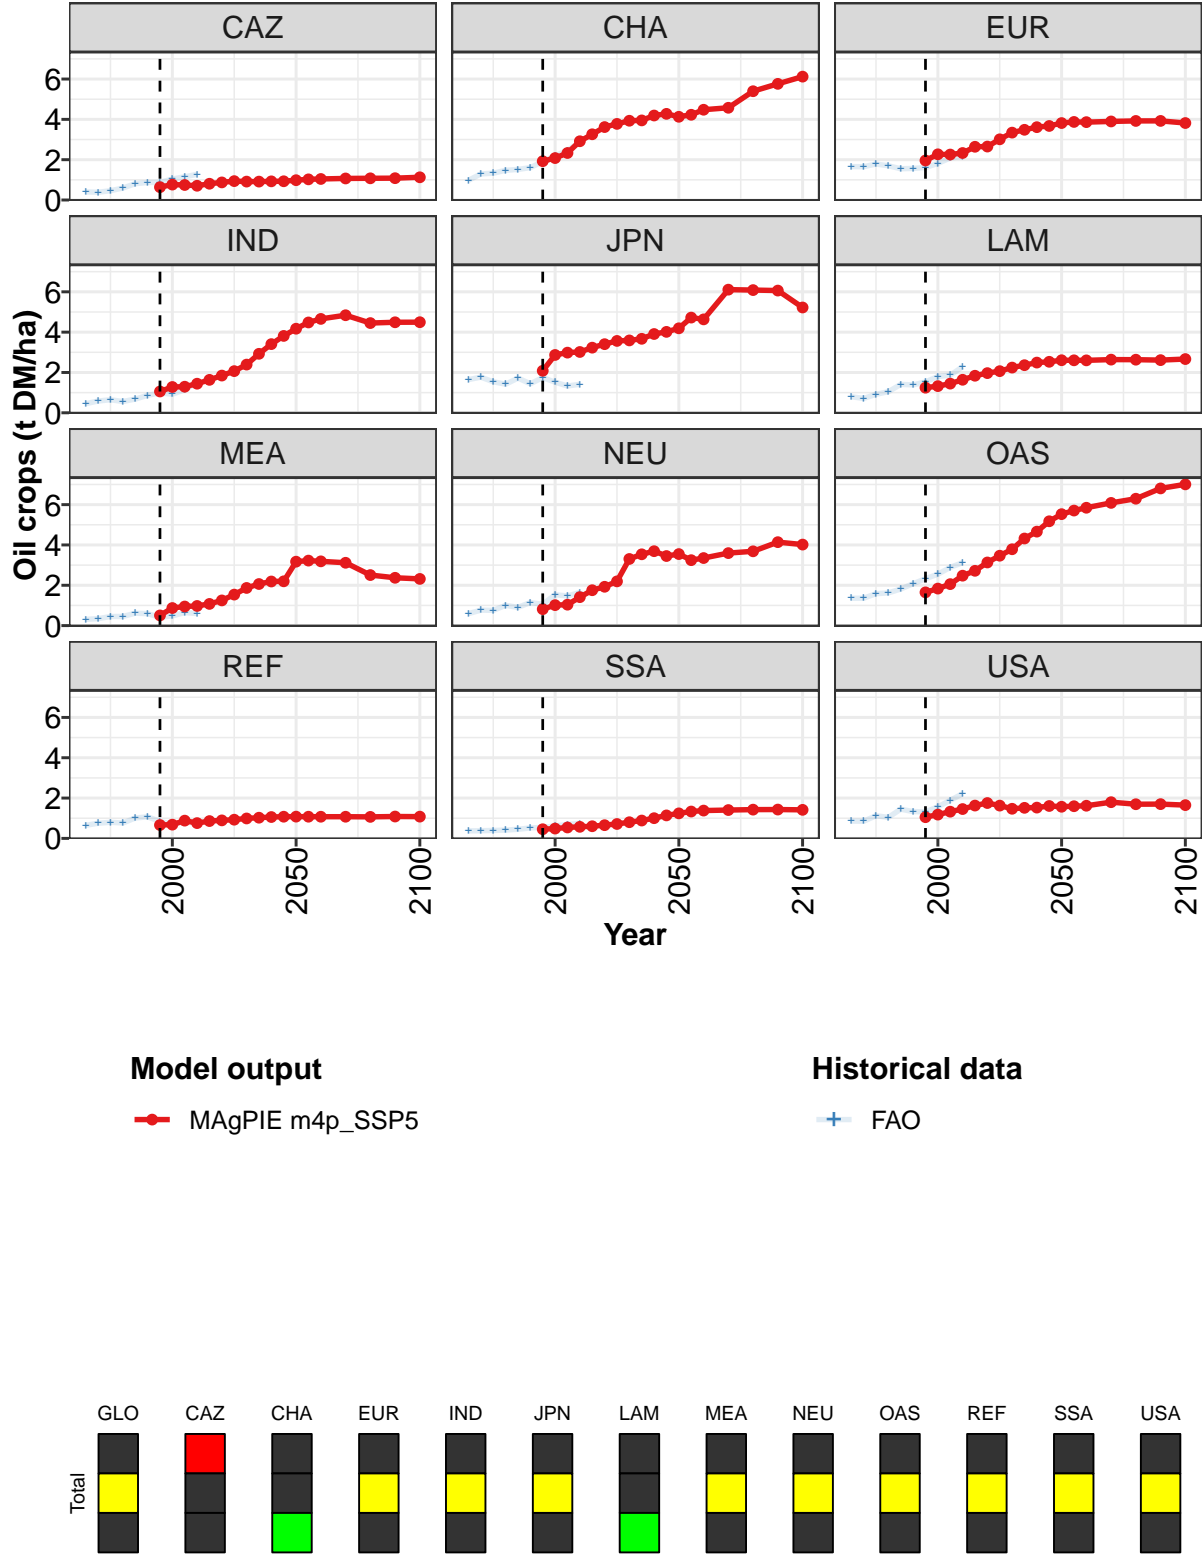 CAZ CHA EUR
6
4
2
0
IND JPN LAM
6
4
2
0
MEA NEU OAS
6
4
2
0
REF SSA USA
6
4
2
0
2000 2050 2100 2000 2050 2100 2000 2050 2100
Oil crops (t DM/ha)
Year
Model output Historical data
MAgPIE m4p_SSP5 FAO
GLO CAZ CHA EUR IND JPN LAM MEA NEU OAS REF SSA USA
Total